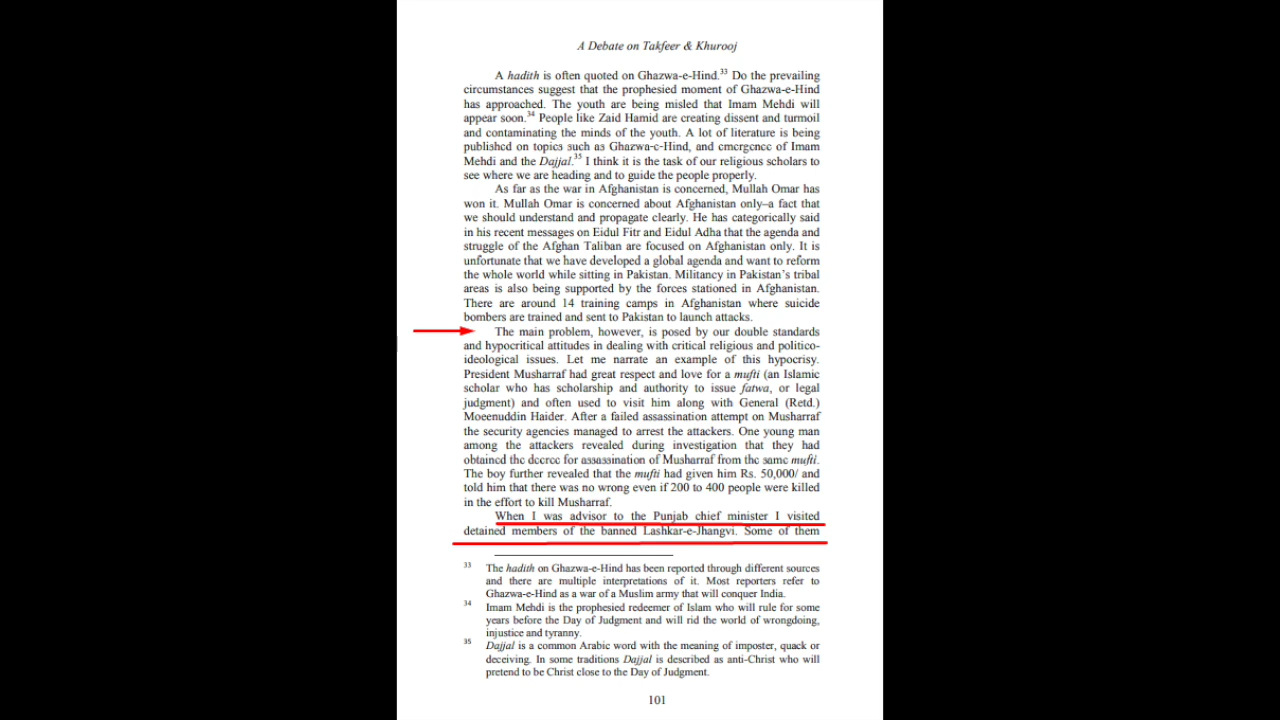 A Debate on Takfeer & Khurooj
A hadith is often quoted on Ghazwa-e-Hind.33 Do the prevailing
circumstances suggest that the prophesied moment of Ghazwa-e-Hind
has approached. The youth are being misled that Imam Mehdi will
appear soon.34 People like Zaid Hamid are creating dissent and turmoil
and contaminating the minds of the youth. A lot of literature is being
published on topics such as Ghazwa-e-Hind, and emergence of Imam
Mehdi and the Dajjal.35 I think it is the task of our religious scholars to
see where we are heading and to guide the people properly.
As far as the war in Afghanistan is concerned, Mullah Omar has
won it. Mullah Omar is concerned about Afghanistan only–a fact that
we should understand and propagate clearly. He has categorically said
in his recent messages on Eidul Fitr and Eidul Adha that the agenda and
struggle of the Afghan Taliban are focused on Afghanistan only. It is
unfortunate that we have developed a global agenda and want to reform
the whole world while sitting in Pakistan. Militancy in Pakistan's tribal
areas is also being supported by the forces stationed in Afghanistan.
There are around 14 training camps in Afghanistan where suicide
bombers are trained and sent to Pakistan to launch attacks.
The main problem, however, is posed by our double standards
and hypocritical attitudes in dealing with critical religious and politico-
ideological issues. Let me narrate an example of this hypocrisy.
President Musharraf had great respect and love for a mufti (an Islamic
scholar who has scholarship and authority to issue fatwa, or legal
judgment) and often used to visit him along with General (Retd.)
Moeenuddin Haider. After a failed assassination attempt on Musharraf
the security agencies managed to arrest the attackers. One young man
among the attackers revealed during investigation that they had
obtained the decree for assassination of Musharraf from the same mufti.
The boy further revealed that the mufti had given him Rs. 50,000/ and
told him that there was no wrong even if 200 to 400 people were killed
in the effort to kill Musharraf.
When I was advisor to the Punjab chief minister I visited
detained members of the banned Lashkar-e-Jhangvi. Some of them
33 The hadith on Ghazwa-e-Hind has been reported through different sources
and there are multiple interpretations of it. Most reporters refer to
Ghazwa-e-Hind as a war of a Muslim army that will conquer India.
34 Imam Mehdi is the prophesied redeemer of Islam who will rule for some
years before the Day of Judgment and will rid the world of wrongdoing,
injustice and tyranny.
35 Dajjal is a common Arabic word with the meaning of imposter, quack or
deceiving. In some traditions Dajjal is described as anti-Christ who will
pretend to be Christ close to the Day of Judgment.
101